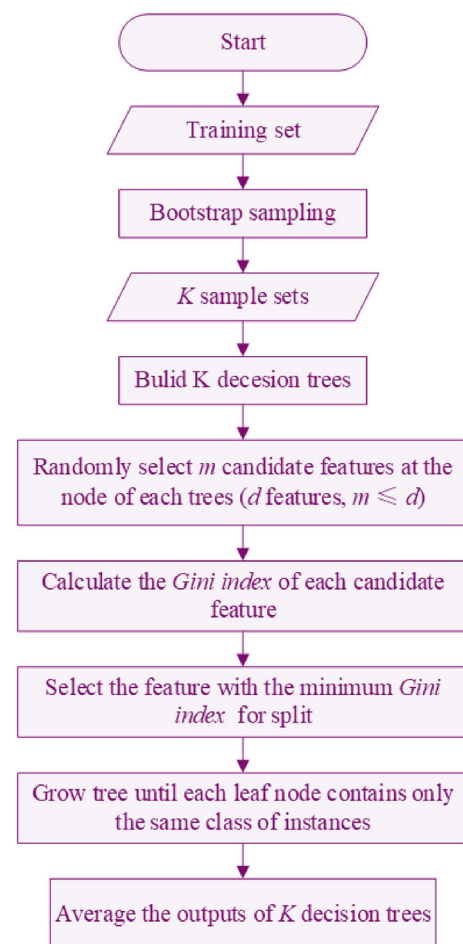 Start
Training set
Bootstrap sampling
K sample sets
Bulid K decesion trees
Randomly select m candidate features at the
node of each trees (d features, m ⩽ d)
Calculate the Gini index of each candidate
feature
Select the feature with the minimum Gini
index for split
Grow tree until each leaf node contains only
the same class of instances
Average the outputs of K decision trees